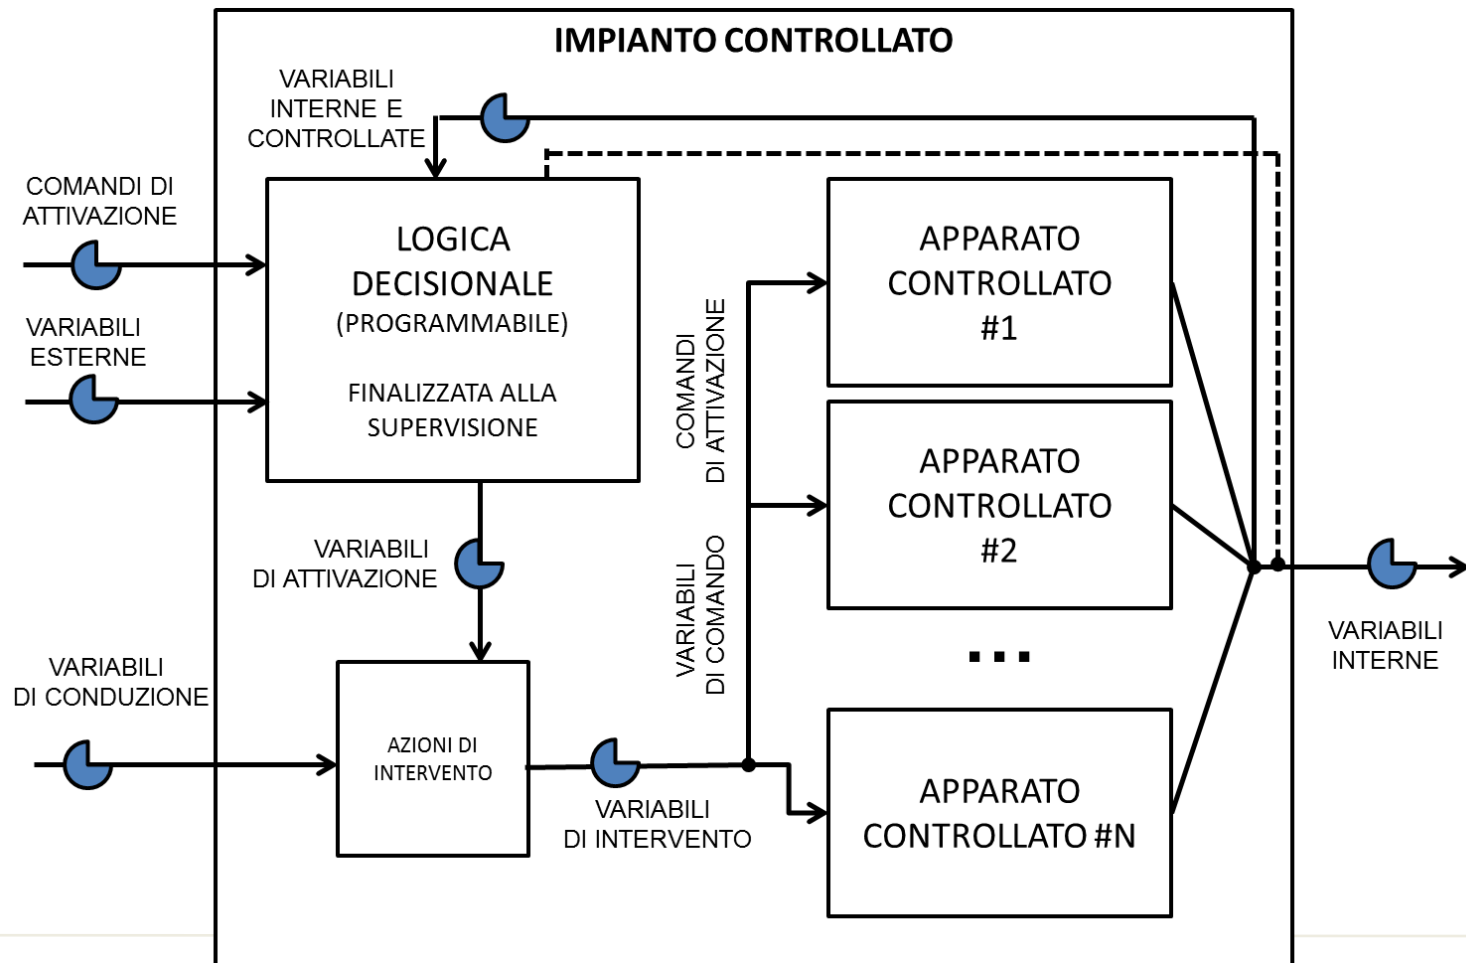 IMPIANTO CONTROLLATO
VARIABILI
INTERNE E
CONTROLLATE
COMANDI DI
ATTIVAZIONE
VARIABILI
ESTERNE
LOGICA
DECISIONALE
(PROGRAMMABILE)
FINALIZZATA ALLA
SUPERVISIONE
APPARATO
CONTROLLATO
#1
COMANDI
DI ATTIVAZIONE
APPARATO
CONTROLLATO
#2
VARIABILI
DI ATTIVAZIONE
VARIABILI
DI COMANDO
...
VARIABILI
INTERNE
VARIABILI
DI CONDUZIONE
AZIONI DI
INTERVENTO
VARIABILI
DI INTERVENTO
APPARATO
CONTROLLATO #N